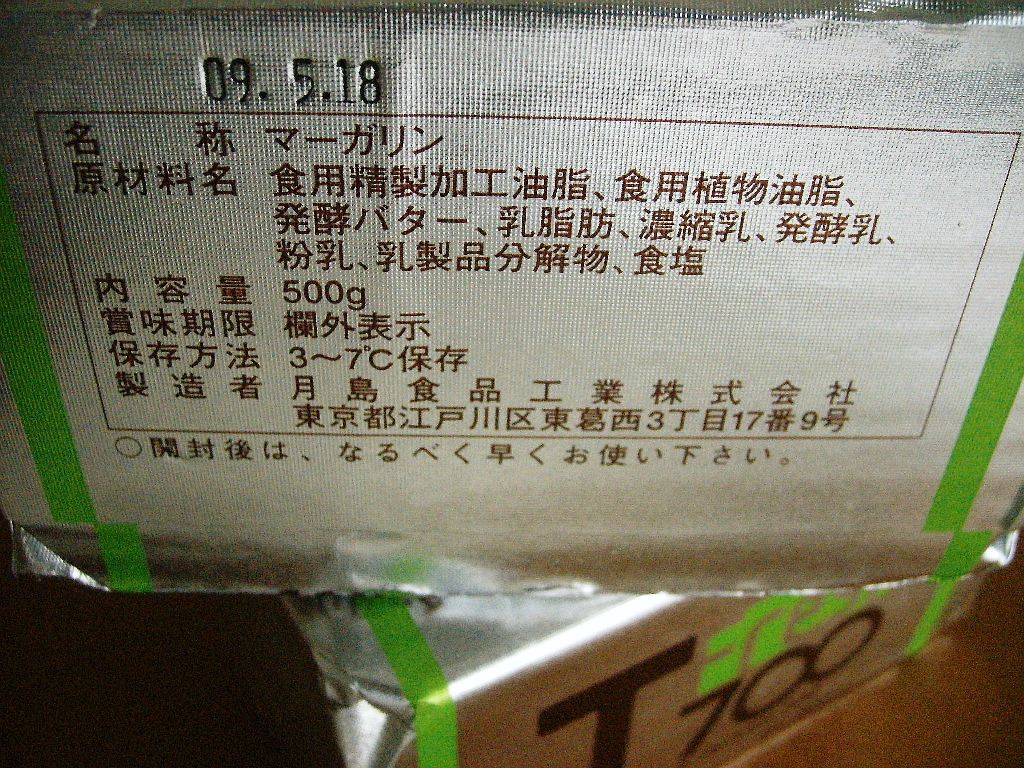 09. 5.18
名称 マーガリン
原材料名 食用精製加工油脂、食用植物油脂、
発酵バター、乳脂肪、濃縮乳、発酵乳、
粉乳、乳製品分解物、食塩
内容量 500g
賞味期限 欄外表示
保存方法 3〜7℃保存
製造者 月島食品工業株式会社
東京都江戸川区東葛西3丁目17番9号
○開封後は、なるべく早くお使い下さい。
T700